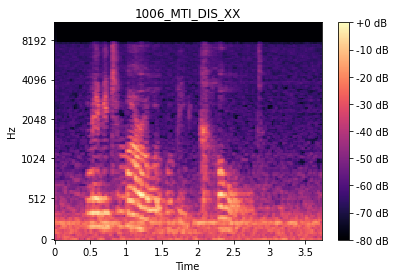 1006_MTI_DIS_XX
+0 dB
8192
-10 dB
4096
-20 dB
-30 dB
2048
-40 dB
Hz
1024
-50 dB
512
-60 dB
-70 dB
0
-80 dB
0 0.5 1 1.5 2 2.5 3 3.5
Time